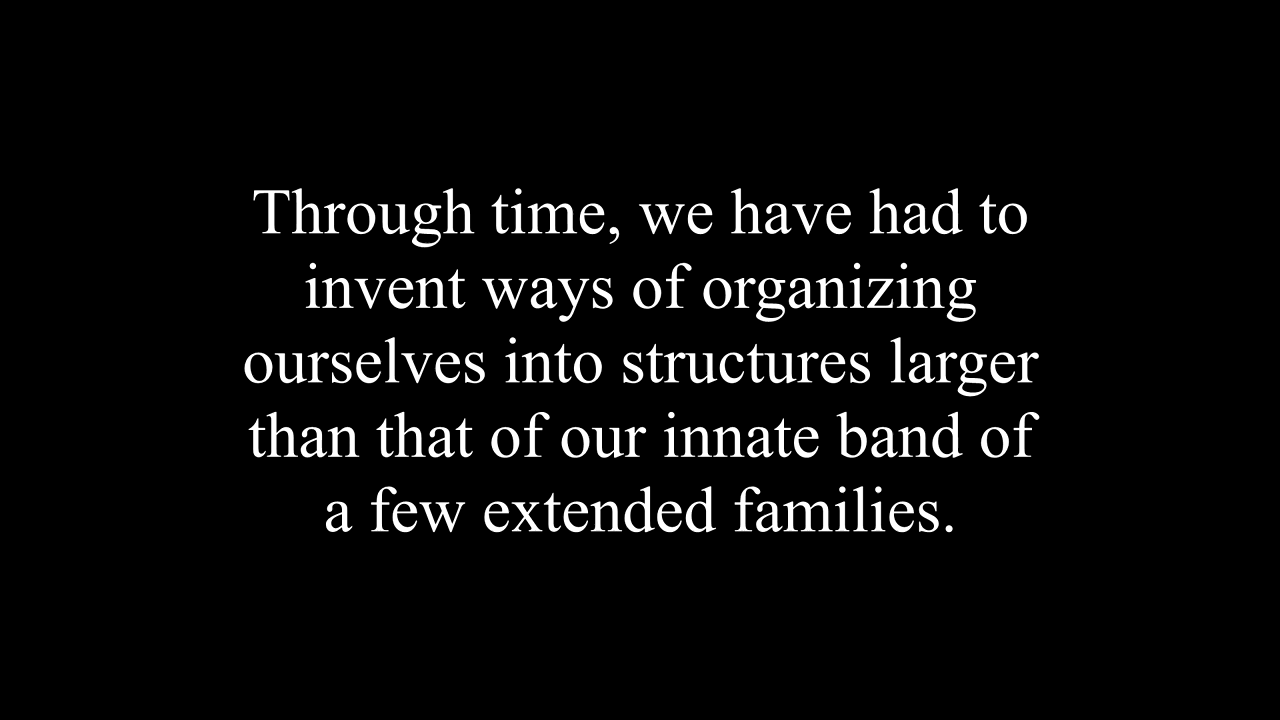 Through time, we have had to
invent ways of organizing
ourselves into structures larger
than that of our innate band of
a few extended families.